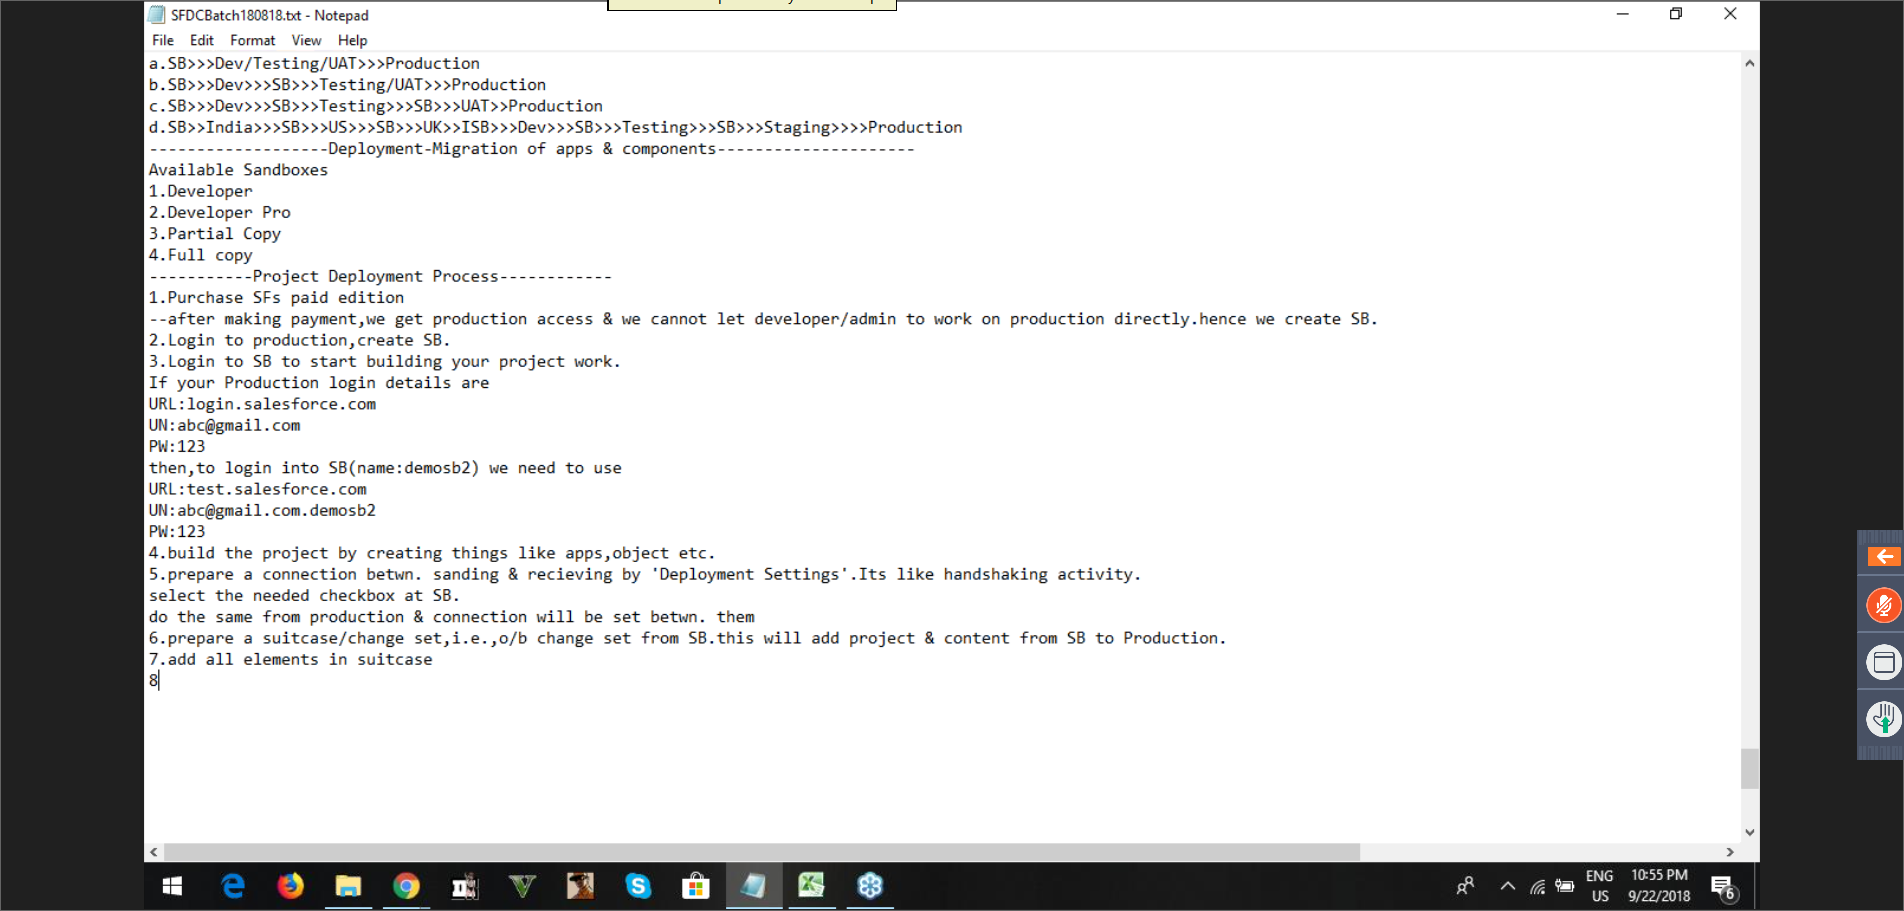 SFDCBatch180818.txt - Notepad
File Edit Format View Help
a.SB>>>Dev/Testing/UAT>>>Production
b.SB>>>Dev>>>SB>>>Testing/UAT>>>Production
c.SB>>>Dev>>>SB>>>Testing>>>SB>>>UAT>>Production
d.SB>>India>>>SB>>>US>>>SB>>>UK>>ISB>>>Dev>>>SB>>>Testing>>>SB>>>Staging>>>>Production
-------------------Deployment-Migration of apps & components---------------------
Available Sandboxes
1.Developer
2.Developer Pro
3.Partial Copy
4.Full copy
-----------Project Deployment Process------------
1.Purchase SFs paid edition
--after making payment,we get production access & we cannot let developer/admin to work on production directly.hence we create SB.
2.Login to production,create SB.
3.Login to SB to start building your project work.
If your Production login details are
URL:login.salesforce.com
UN:abc@gmail.com
PW:123
then,to login into SB(name:demosb2) we need to use
URL:test.salesforce.com
UN:abc@gmail.com.demosb2
PW:123
4.build the project by creating things like apps,object etc.
5.prepare a connection betwn. sanding & recieving by 'Deployment Settings'.Its like handshaking activity.
select the needed checkbox at SB.
do the same from production & connection will be set betwn. them
6.prepare a suitcase/change set,i.e.,o/b change set from SB.this will add project & content from SB to Production.
7.add all elements in suitcase
8
ENG 10:55 PM
US 9/22/2018 6